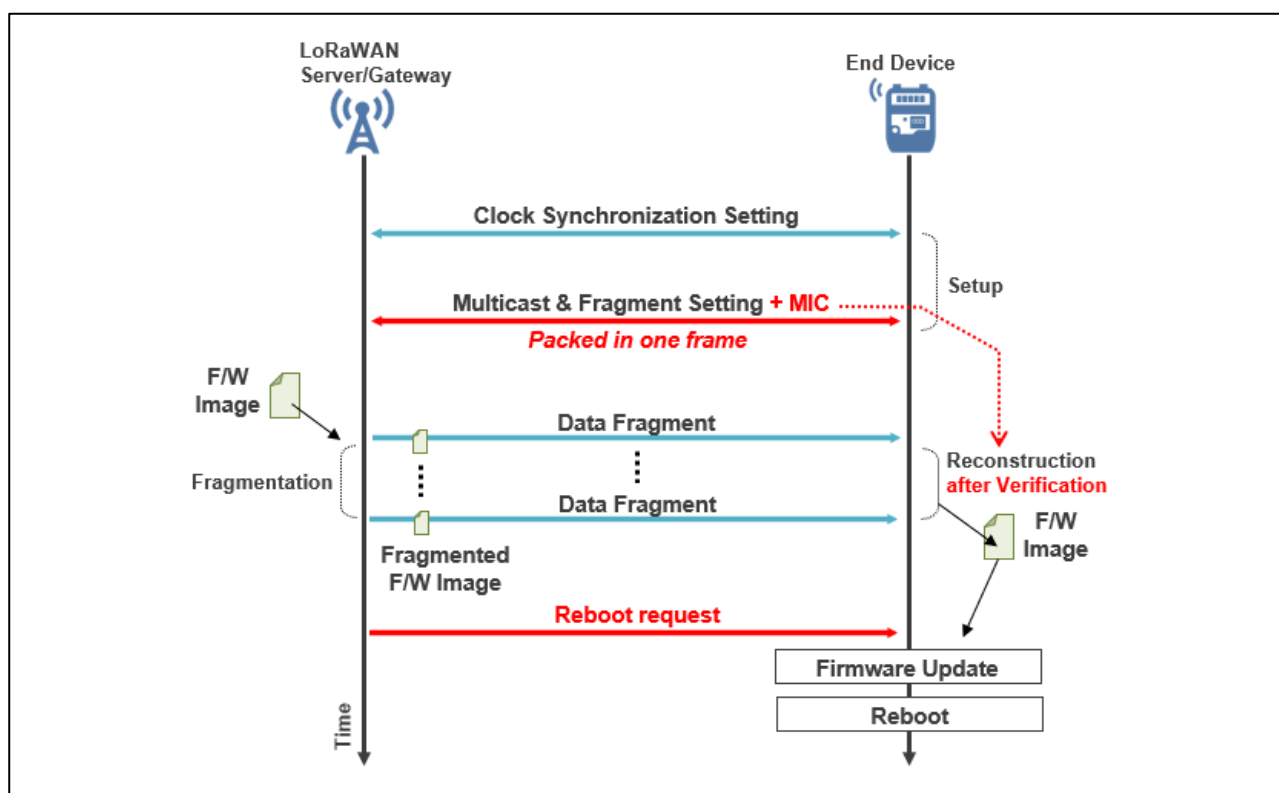 LoRaWAN
Server/Gateway
End Device
Clock Synchronization Setting
Setup
Multicast & Fragment Setting + MIC
Packed in one frame
F/W
Image
Data Fragment
Fragmentation
Reconstruction
after Verification
Data Fragment
F/W
Image
Fragmented
F/W Image
Reboot request
Firmware Update
Reboot
Time